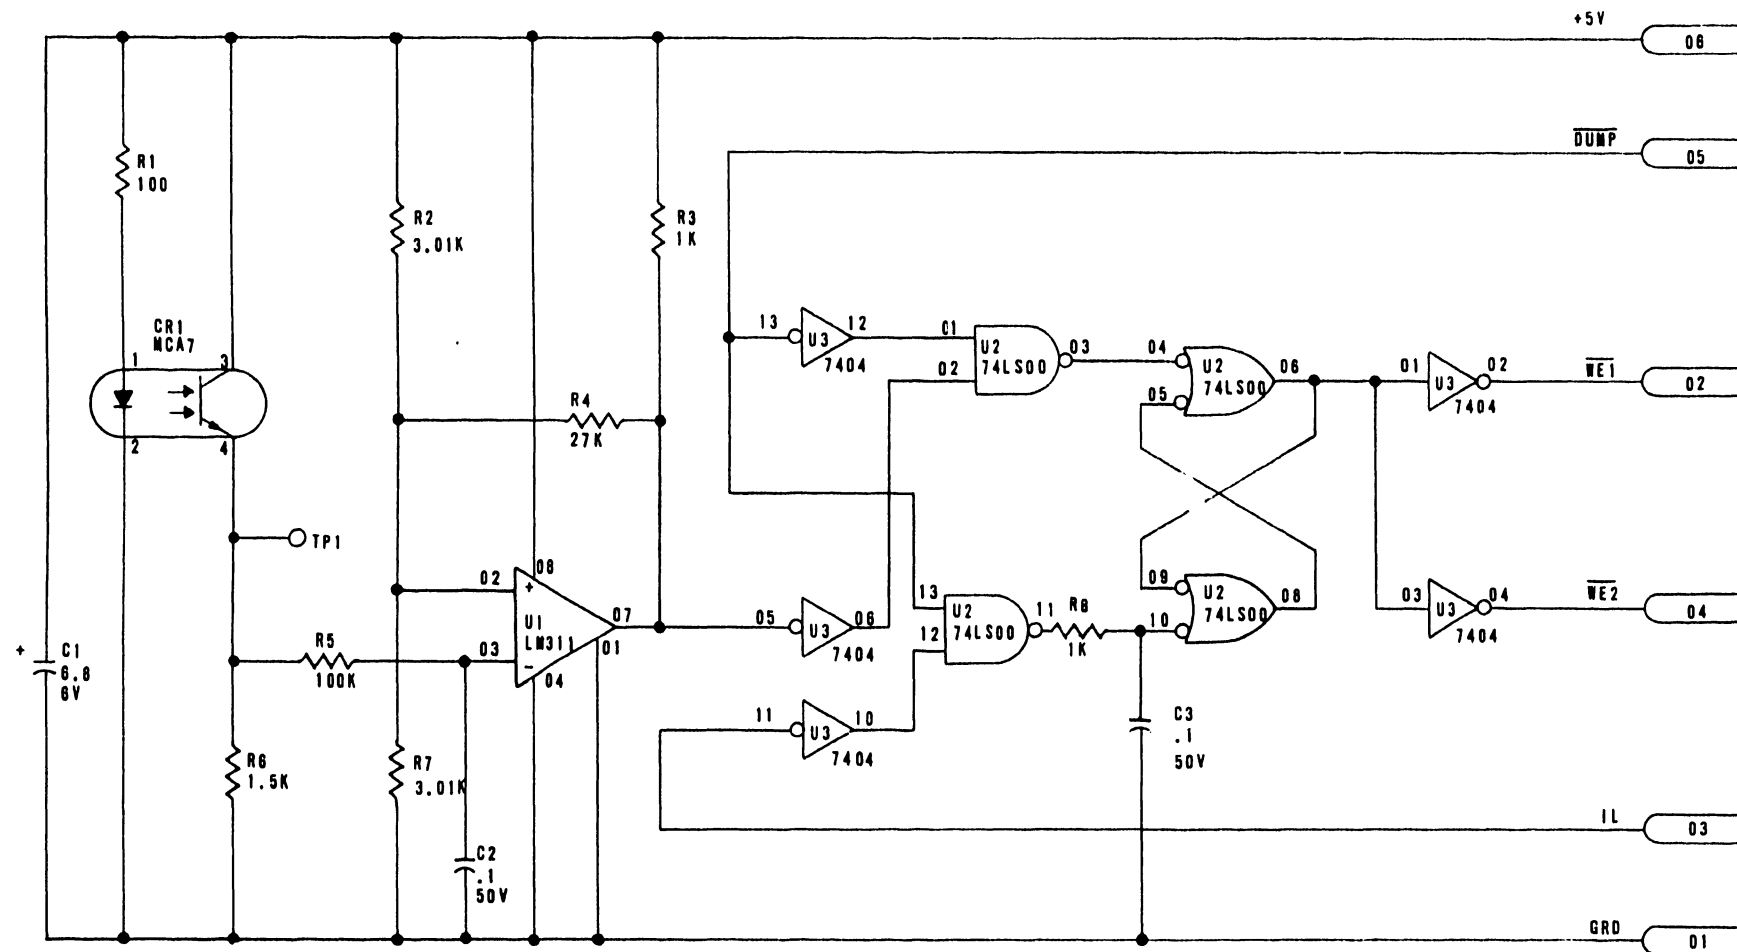 +5V
06
DUMP
05
R1
100
R2
3.01K
R3
1K
CR1
MCA7
1
3
2
4
R4
27K
TP1
13
12
U3
7404
01
02
U2
74LS00
03
04
05
U2
74LS00
06
01
02
U3
7404
WE1
02
02
08
+
U1
LM311
03
-
04
07
01
05
06
U3
7404
13
12
U2
74LS00
11
R8
1K
09
10
U2
74LS00
08
03
04
U3
7404
WE2
04
+
C1
6.8
6V
R5
100K
R6
1.5K
R7
3.01K
C2
.1
50V
11
10
U3
7404
C3
.1
50V
IL
03
GRD
01